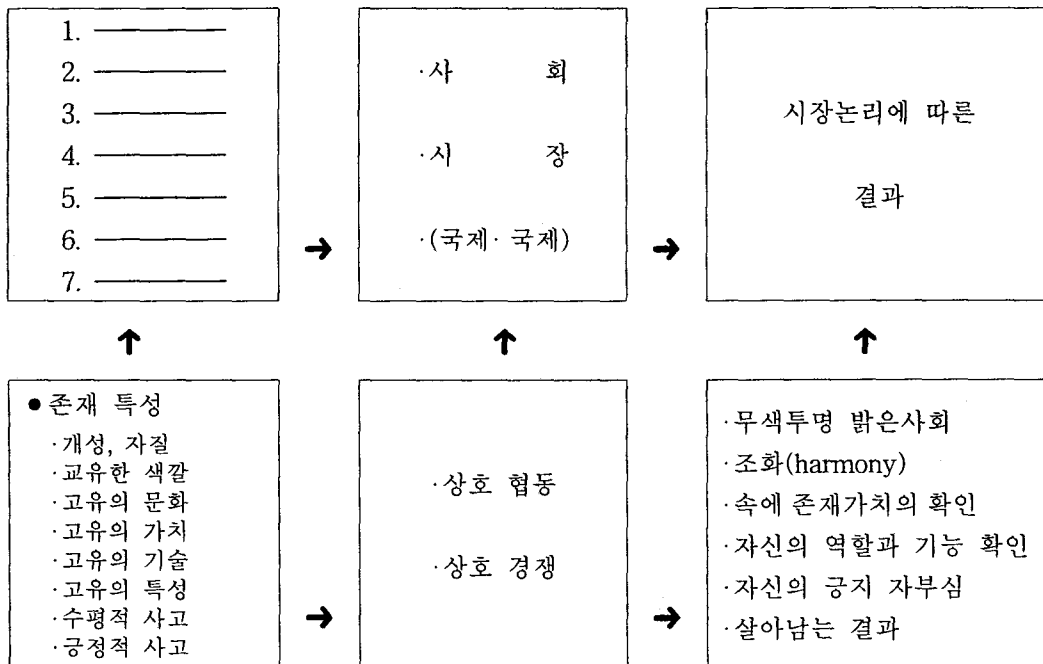 1.
2.
3.
4.
5.
6.
7.
·사 회
·시 장
·(국제·국제)
시장논리에 따른
결과
● 존재 특성
·개성, 자질
·교유한 색깔
·고유의 문화
·고유의 가치
·고유의 기술
·고유의 특성
·수평적 사고
·긍정적 사고
·상호 협동
·상호 경쟁
·무색투명 밝은사회
·조화(harmony)
·속에 존재가치의 확인
·자신의 역할과 기능 확인
·자신의 긍지 자부심
·살아남는 결과